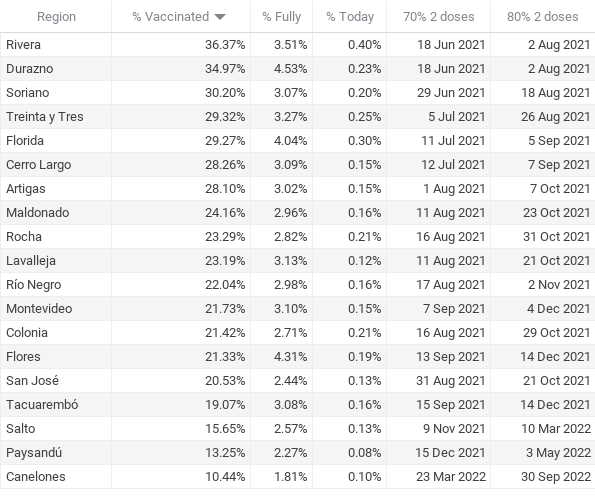 Region % Vaccinated % Fully % Today 70% 2 doses 80% 2 doses
Rivera 36.37% 3.51% 0.40% 18 Jun 2021 2 Aug 2021
Durazno 34.97% 4.53% 0.23% 18 Jun 2021 2 Aug 2021
Soriano 30.20% 3.07% 0.20% 29 Jun 2021 18 Aug 2021
Treinta y Tres 29.32% 3.27% 0.25% 5 Jul 2021 26 Aug 2021
Florida 29.27% 4.04% 0.30% 11 Jul 2021 5 Sep 2021
Cerro Largo 28.26% 3.09% 0.15% 12 Jul 2021 7 Sep 2021
Artigas 28.10% 3.02% 0.15% 1 Aug 2021 7 Oct 2021
Maldonado 24.16% 2.96% 0.16% 11 Aug 2021 23 Oct 2021
Rocha 23.29% 2.82% 0.21% 16 Aug 2021 31 Oct 2021
Lavalleja 23.19% 3.13% 0.12% 11 Aug 2021 21 Oct 2021
Río Negro 22.04% 2.98% 0.16% 17 Aug 2021 2 Nov 2021
Montevideo 21.73% 3.10% 0.15% 7 Sep 2021 4 Dec 2021
Colonia 21.42% 2.71% 0.21% 16 Aug 2021 29 Oct 2021
Flores 21.33% 4.31% 0.19% 13 Sep 2021 14 Dec 2021
San José 20.53% 2.44% 0.13% 31 Aug 2021 21 Oct 2021
Tacuarembó 19.07% 3.08% 0.16% 15 Sep 2021 14 Dec 2021
Salto 15.65% 2.57% 0.13% 9 Nov 2021 10 Mar 2022
Paysandú 13.25% 2.27% 0.08% 15 Dec 2021 3 May 2022
Canelones 10.44% 1.81% 0.10% 23 Mar 2022 30 Sep 2022